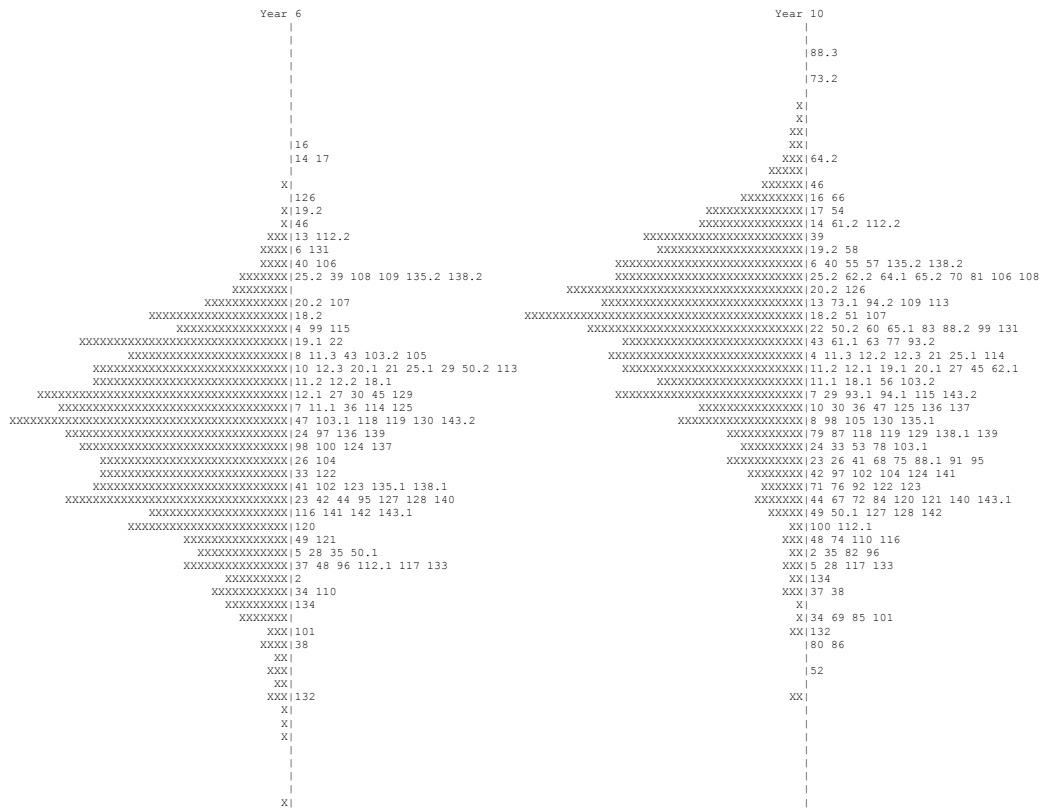 Year 6 Year 10
| |
| |
| |88.3
| |
| |73.2
| |
| X|
| X|
| XX|
|16 XX|
|14 17 XXX|64.2
| XXXXX|
X| XXXXXX|46
|126 XXXXXXXXX|16 66
X|19.2 XXXXXXXXXXXXXX|17 54
X|46 XXXXXXXXXXXXXXX|14 61.2 112.2
XXX|13 112.2 XXXXXXXXXXXXXXXXXXXXXXX|39
XXXX|6 131 XXXXXXXXXXXXXXXXXXXXX|19.2 58
XXXX|40 106 XXXXXXXXXXXXXXXXXXXXXXXXXXX|6 40 55 57 135.2 138.2
XXXXXXX|25.2 39 108 109 135.2 138.2 XXXXXXXXXXXXXXXXXXXXXXXXXXX|25.2 62.2 64.1 65.2 70 81 106 108
XXXXXXXX| XXXXXXXXXXXXXXXXXXXXXXXXXXXXXXXXXX|20.2 126
XXXXXXXXXXXX|20.2 107 XXXXXXXXXXXXXXXXXXXXXXXXXXXXX|13 73.1 94.2 109 113
XXXXXXXXXXXXXXXXXXXX|18.2 XXXXXXXXXXXXXXXXXXXXXXXXXXXXXXXXXXXXXXXX|18.2 51 107
XXXXXXXXXXXXXXXX|4 99 115 XXXXXXXXXXXXXXXXXXXXXXXXXXXXXXX|22 50.2 60 65.1 83 88.2 99 131
XXXXXXXXXXXXXXXXXXXXXXXXXXXXXX|19.1 22 XXXXXXXXXXXXXXXXXXXXXXXXXX|43 61.1 63 77 93.2
XXXXXXXXXXXXXXXXXXXXXXX|8 11.3 43 103.2 105 XXXXXXXXXXXXXXXXXXXXXXXXXXXX|4 11.3 12.2 12.3 21 25.1 114
XXXXXXXXXXXXXXXXXXXXXXXXXXXX|10 12.3 20.1 21 25.1 29 50.2 113 XXXXXXXXXXXXXXXXXXXXXXXXXX|11.2 12.1 19.1 20.1 27 45 62.1
XXXXXXXXXXXXXXXXXXXXXXXXXXXX|11.2 12.2 18.1 XXXXXXXXXXXXXXXXXXXXX|11.1 18.1 56 103.2
XXXXXXXXXXXXXXXXXXXXXXXXXXXXXXXXXXXX|12.1 27 30 45 129 XXXXXXXXXXXXXXXXXXXXXXXXXXX|7 29 93.1 94.1 115 143.2
XXXXXXXXXXXXXXXXXXXXXXXXXXXXXXXXX|7 11.1 36 114 125 XXXXXXXXXXXXXXX|10 30 36 47 125 136 137
XXXXXXXXXXXXXXXXXXXXXXXXXXXXXXXXXXXXXXXX|47 103.1 118 119 130 143.2 XXXXXXXXXXXXXXXXXX|8 98 105 130 135.1
XXXXXXXXXXXXXXXXXXXXXXXXXXXXXXXX|24 97 136 139 XXXXXXXXXXX|79 87 118 119 129 138.1 139
XXXXXXXXXXXXXXXXXXXXXXXXXXXXXX|98 100 124 137 XXXXXXXXX|24 33 53 78 103.1
XXXXXXXXXXXXXXXXXXXXXXXXXXX|26 104 XXXXXXXXXXX|23 26 41 68 75 88.1 91 95
XXXXXXXXXXXXXXXXXXXXXXXXXXX|33 122 XXXXXXXX|42 97 102 104 124 141
XXXXXXXXXXXXXXXXXXXXXXXXXXXX|41 102 123 135.1 138.1 XXXXXX|71 76 92 122 123
XXXXXXXXXXXXXXXXXXXXXXXXXXXXXXXX|23 42 44 95 127 128 140 XXXXXXX|44 67 72 84 120 121 140 143.1
XXXXXXXXXXXXXXXXXXXX|116 141 142 143.1 XXXXX|49 50.1 127 128 142
XXXXXXXXXXXXXXXXXXXXXXX|120 XX|100 112.1
XXXXXXXXXXXXXXX|49 121 XXX|48 74 110 116
XXXXXXXXXXXXX|5 28 35 50.1 XX|2 35 82 96
XXXXXXXXXXXXXXX|37 48 96 112.1 117 133 XXX|5 28 117 133
XXXXXXXXX|2 XX|134
XXXXXXXXXXX|34 110 XXX|37 38
XXXXXXXXX|134 X|
XXXXXXX| X|34 69 85 101
XXX|101 XX|132
XXXX|38 |80 86
XX| |
XXX| |52
XX| |
XXX|132 XX|
X| |
X| |
X| |
| |
| |
| |
| |
X| |